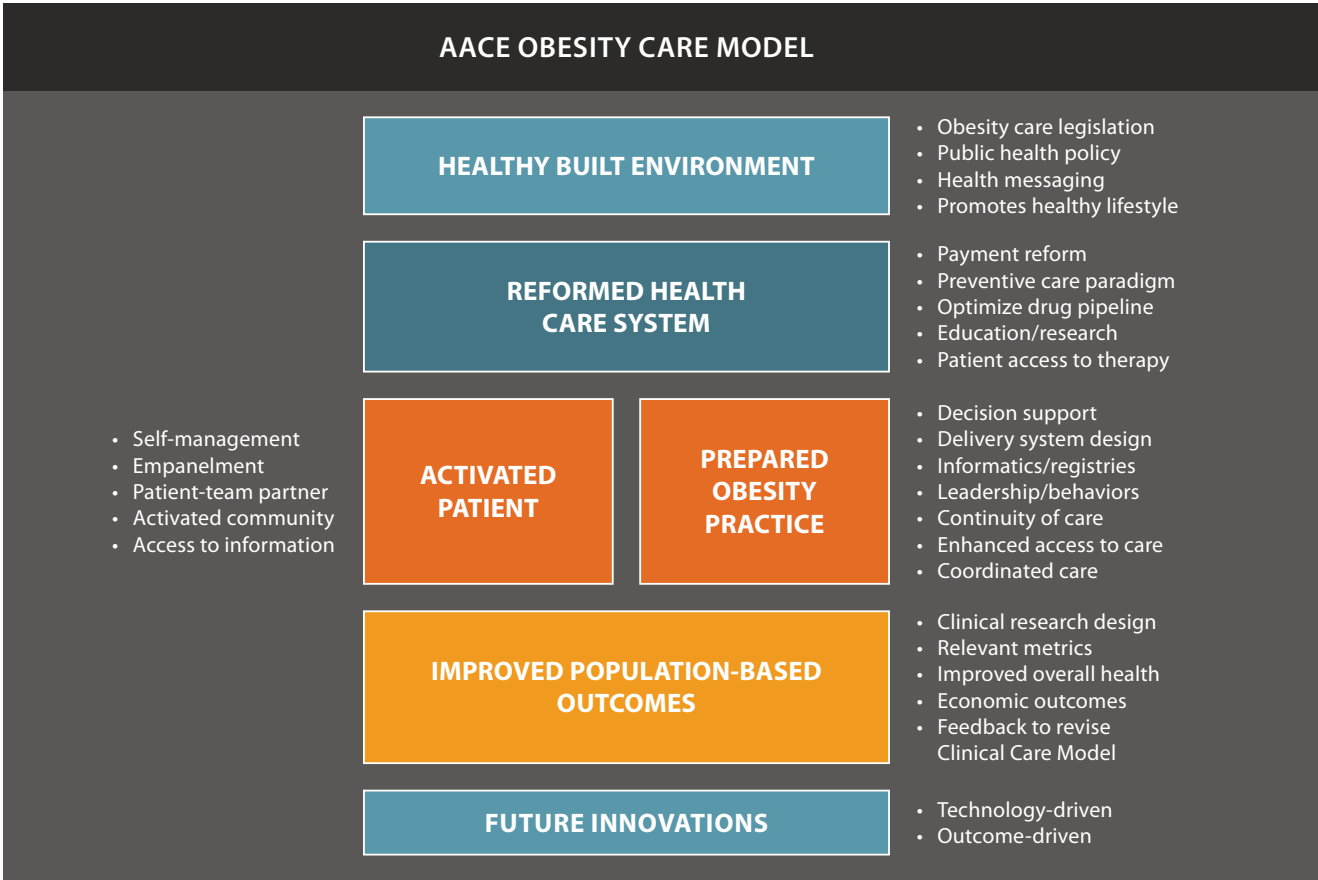 AACE OBESITY CARE MODEL
HEALTHY BUILT ENVIRONMENT
• Obesity care legislation
• Public health policy
• Health messaging
• Promotes healthy lifestyle
REFORMED HEALTH
CARE SYSTEM
• Payment reform
• Preventive care paradigm
• Optimize drug pipeline
• Education/research
• Patient access to therapy
• Self-management
• Empanelment
• Patient-team partner
• Activated community
• Access to information
ACTIVATED
PATIENT
PREPARED
OBESITY
PRACTICE
• Decision support
• Delivery system design
• Informatics/registries
• Leadership/behaviors
• Continuity of care
• Enhanced access to care
• Coordinated care
IMPROVED POPULATION-BASED
OUTCOMES
• Clinical research design
• Relevant metrics
• Improved overall health
• Economic outcomes
• Feedback to revise
Clinical Care Model
FUTURE INNOVATIONS
• Technology-driven
• Outcome-driven